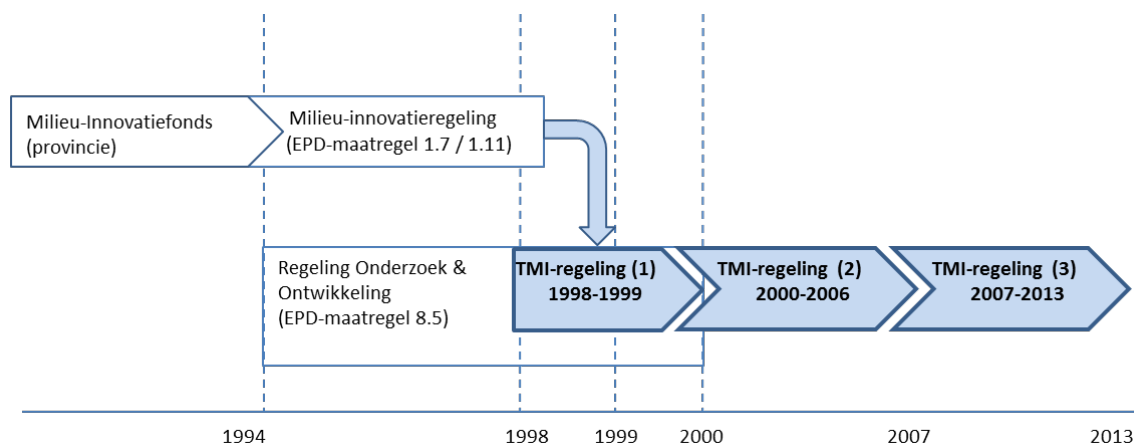 Milieu-Innovatiefonds
(provincie)
Milieu-innovatieregeling
(EPD-maatregel 1.7 / 1.11)
Regeling Onderzoek &
Ontwikkeling
(EPD-maatregel 8.5)
TMI-regeling (1)
1998-1999
TMI-regeling (2)
2000-2006
TMI-regeling (3)
2007-2013
1994
1998
1999
2000
2007
2013